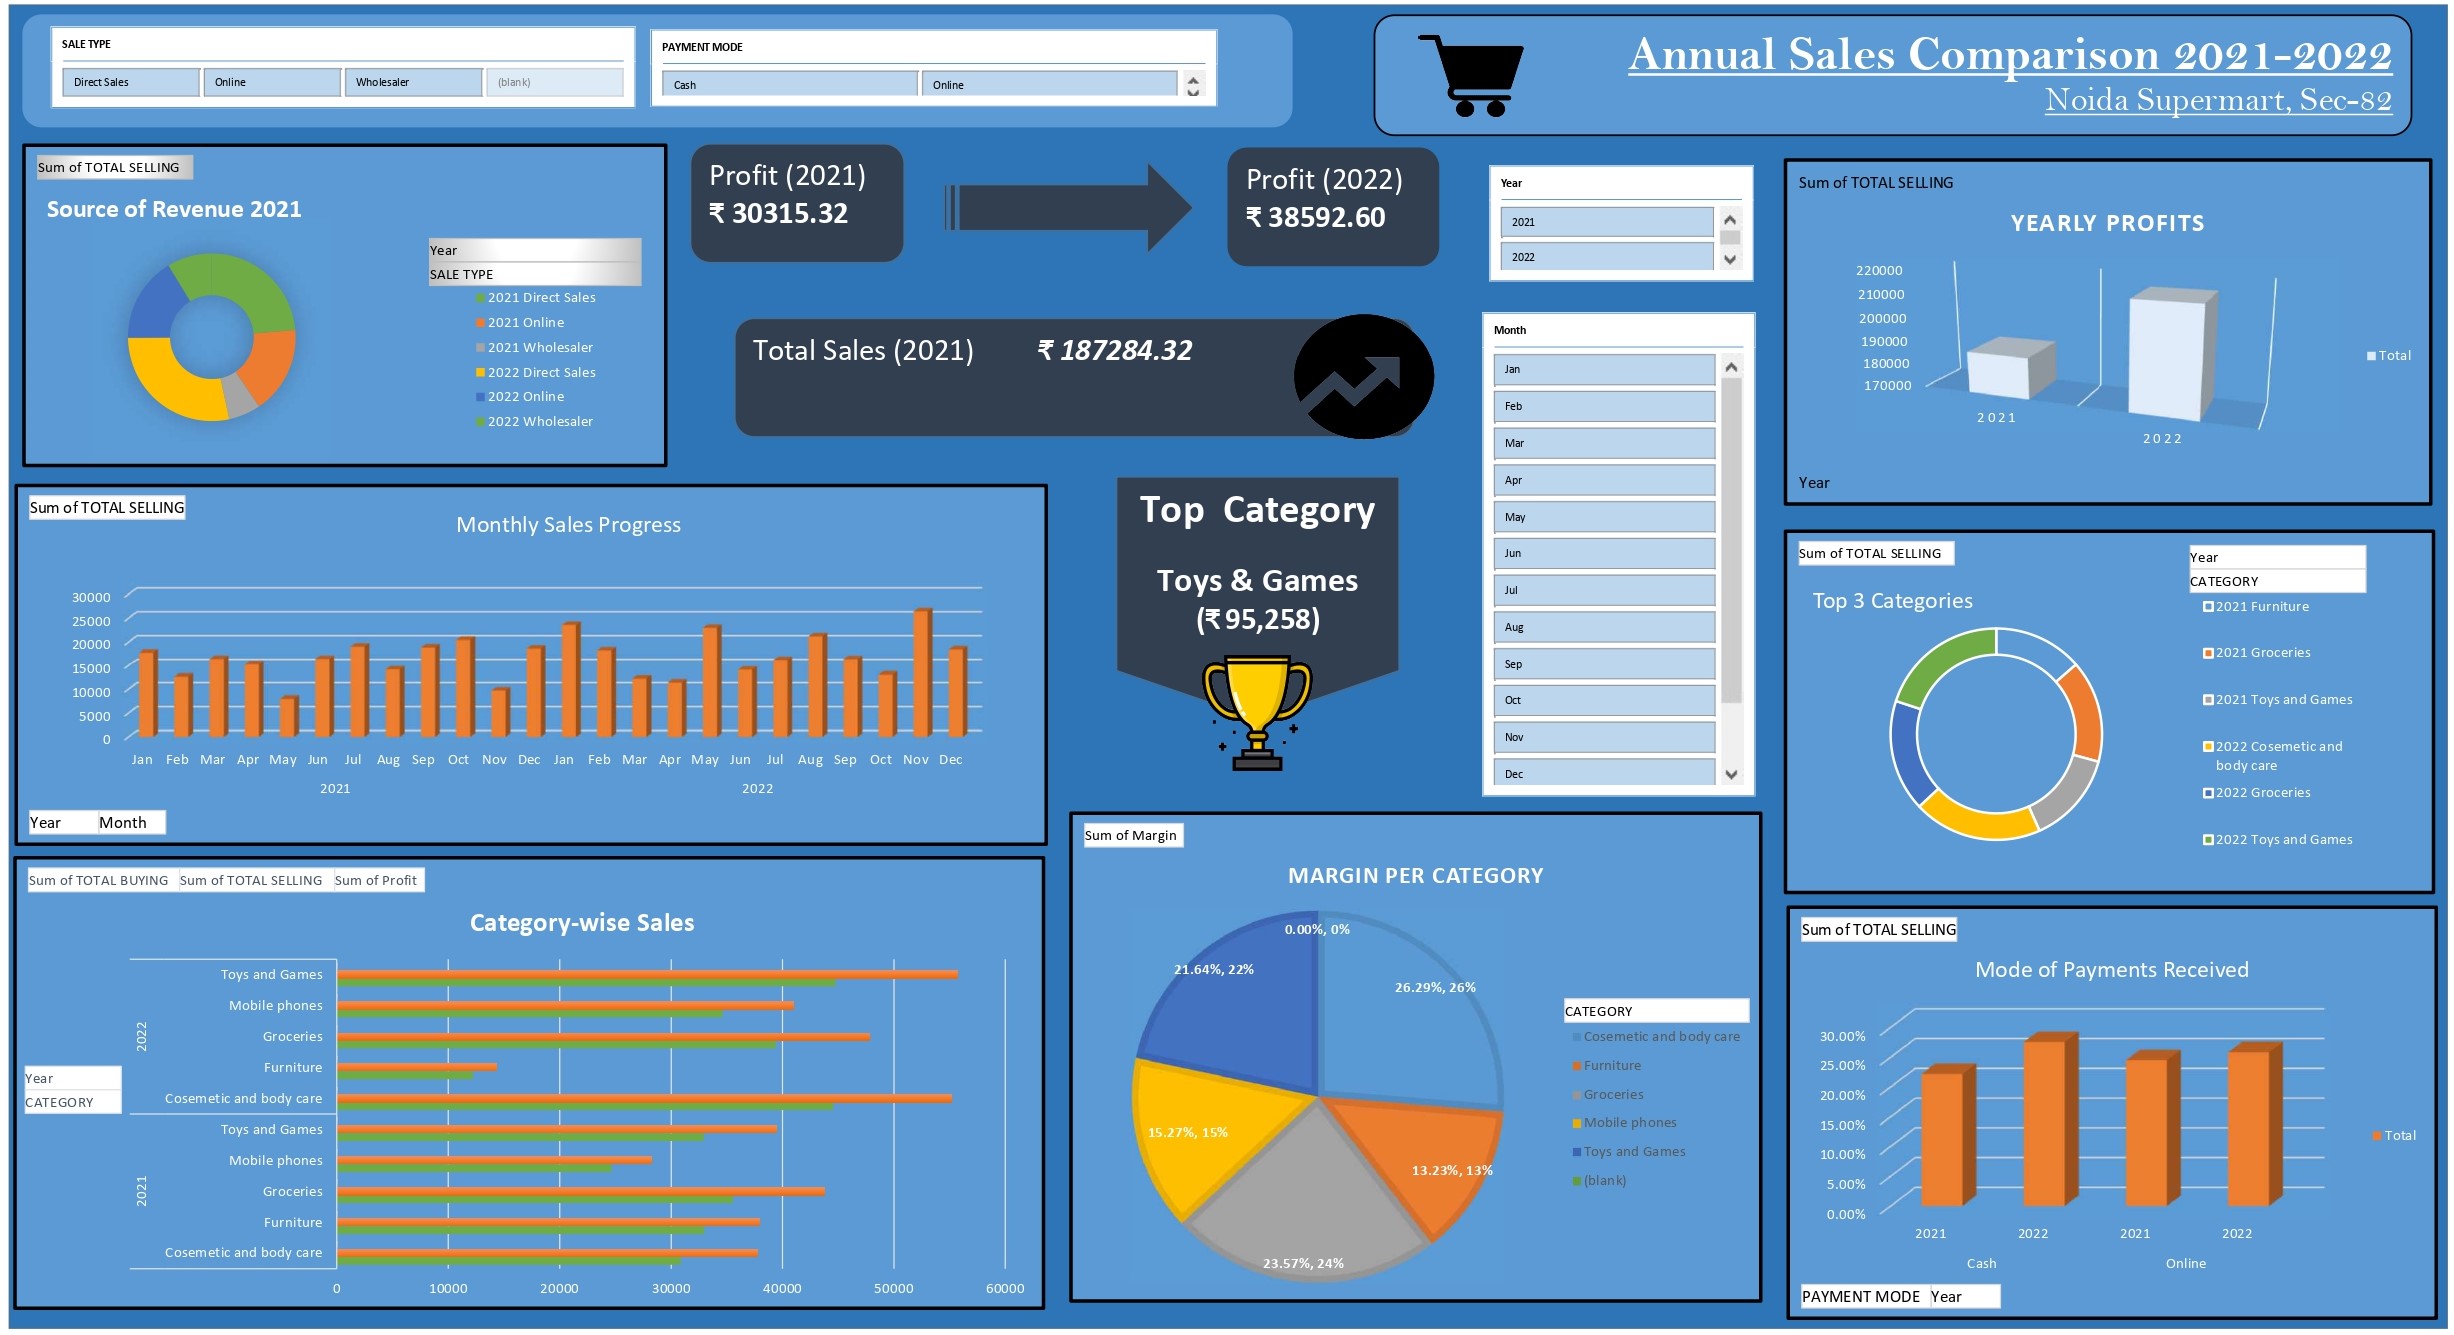 SALE TYPE
Direct Sales
Online
Wholesaler
(blank)
PAYMENT MODE
Cash
Online
Annual Sales Comparison 2021-2022
Noida Supermart, Sec-82
Sum of TOTAL SELLING
Source of Revenue 2021
Year
SALE TYPE
2021 Direct Sales
2021 Online
2021 Wholesaler
2022 Direct Sales
2022 Online
2022 Wholesaler
Profit (2021)
₹ 30315.32
Profit (2022)
₹ 38592.60
Total Sales (2021) ₹ 187284.32
Year
2021
2022
Month
Jan
Feb
Mar
Apr
May
Jun
Jul
Aug
Sep
Oct
Nov
Dec
Sum of TOTAL SELLING
YEARLY PROFITS
220000
210000
200000
190000
180000
170000
2021
2022
Total
Year
Sum of TOTAL SELLING
Monthly Sales Progress
30000
25000
20000
15000
10000
5000
0
Jan Feb Mar Apr May Jun Jul Aug Sep Oct Nov Dec Jan Feb Mar Apr May Jun Jul Aug Sep Oct Nov Dec
2021 2022
Year Month
Top Category
Toys & Games
(₹ 95,258)
Sum of TOTAL SELLING
Top 3 Categories
Year
CATEGORY
2021 Furniture
2021 Groceries
2021 Toys and Games
2022 Cosemetic and
body care
2022 Groceries
2022 Toys and Games
Sum of TOTAL BUYING Sum of TOTAL SELLING Sum of Profit
Category-wise Sales
Year
CATEGORY
2022
Toys and Games
Mobile phones
Groceries
Furniture
Cosemetic and body care
2021
Toys and Games
Mobile phones
Groceries
Furniture
Cosemetic and body care
0 10000 20000 30000 40000 50000 60000
Sum of Margin
MARGIN PER CATEGORY
0.00%, 0%
21.64%, 22%
26.29%, 26%
15.27%, 15%
13.23%, 13%
23.57%, 24%
CATEGORY
Cosemetic and body care
Furniture
Groceries
Mobile phones
Toys and Games
(blank)
Sum of TOTAL SELLING
Mode of Payments Received
30.00%
25.00%
20.00%
15.00%
10.00%
5.00%
0.00%
2021 2022 2021 2022
Cash Online
Total
PAYMENT MODE Year